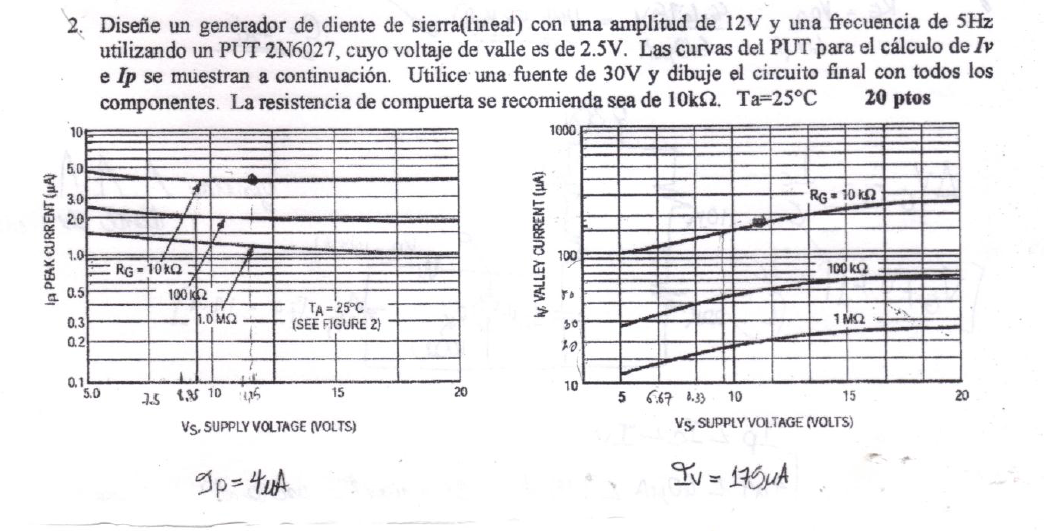 2. Diseñe un generador de diente de sierra(lineal) con una amplitud de 12V y una frecuencia de 5Hz
utilizando un PUT 2N6027, cuyo voltaje de valle es de 2.5V. Las curvas del PUT para el cálculo de Iv
e Ip se muestran a continuación. Utilice una fuente de 30V y dibuje el circuito final con todos los
componentes. La resistencia de compuerta se recomienda sea de 10kΩ. Ta=25°C 20 ptos
Ip PEAK CURRENT (μA)
10
5.0
3.0
2.0
1.0
0.5
0.3
0.2
0.1
RG = 10 kΩ
100 kΩ
1.0 MΩ
TA = 25°C
(SEE FIGURE 2)
5.0 10 15 20
7.5
VS, SUPPLY VOLTAGE (VOLTS)
Ip = 4μA
IV, VALLEY CURRENT (μA)
1000
100
10
RG = 10 kΩ
100 kΩ
1 MΩ
5 6.67 8.33 10 15 20
VS, SUPPLY VOLTAGE (VOLTS)
Iv = 175μA